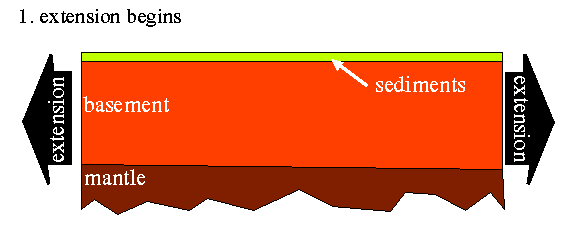 1. extension begins
sediments
extension
basement
extension
mantle